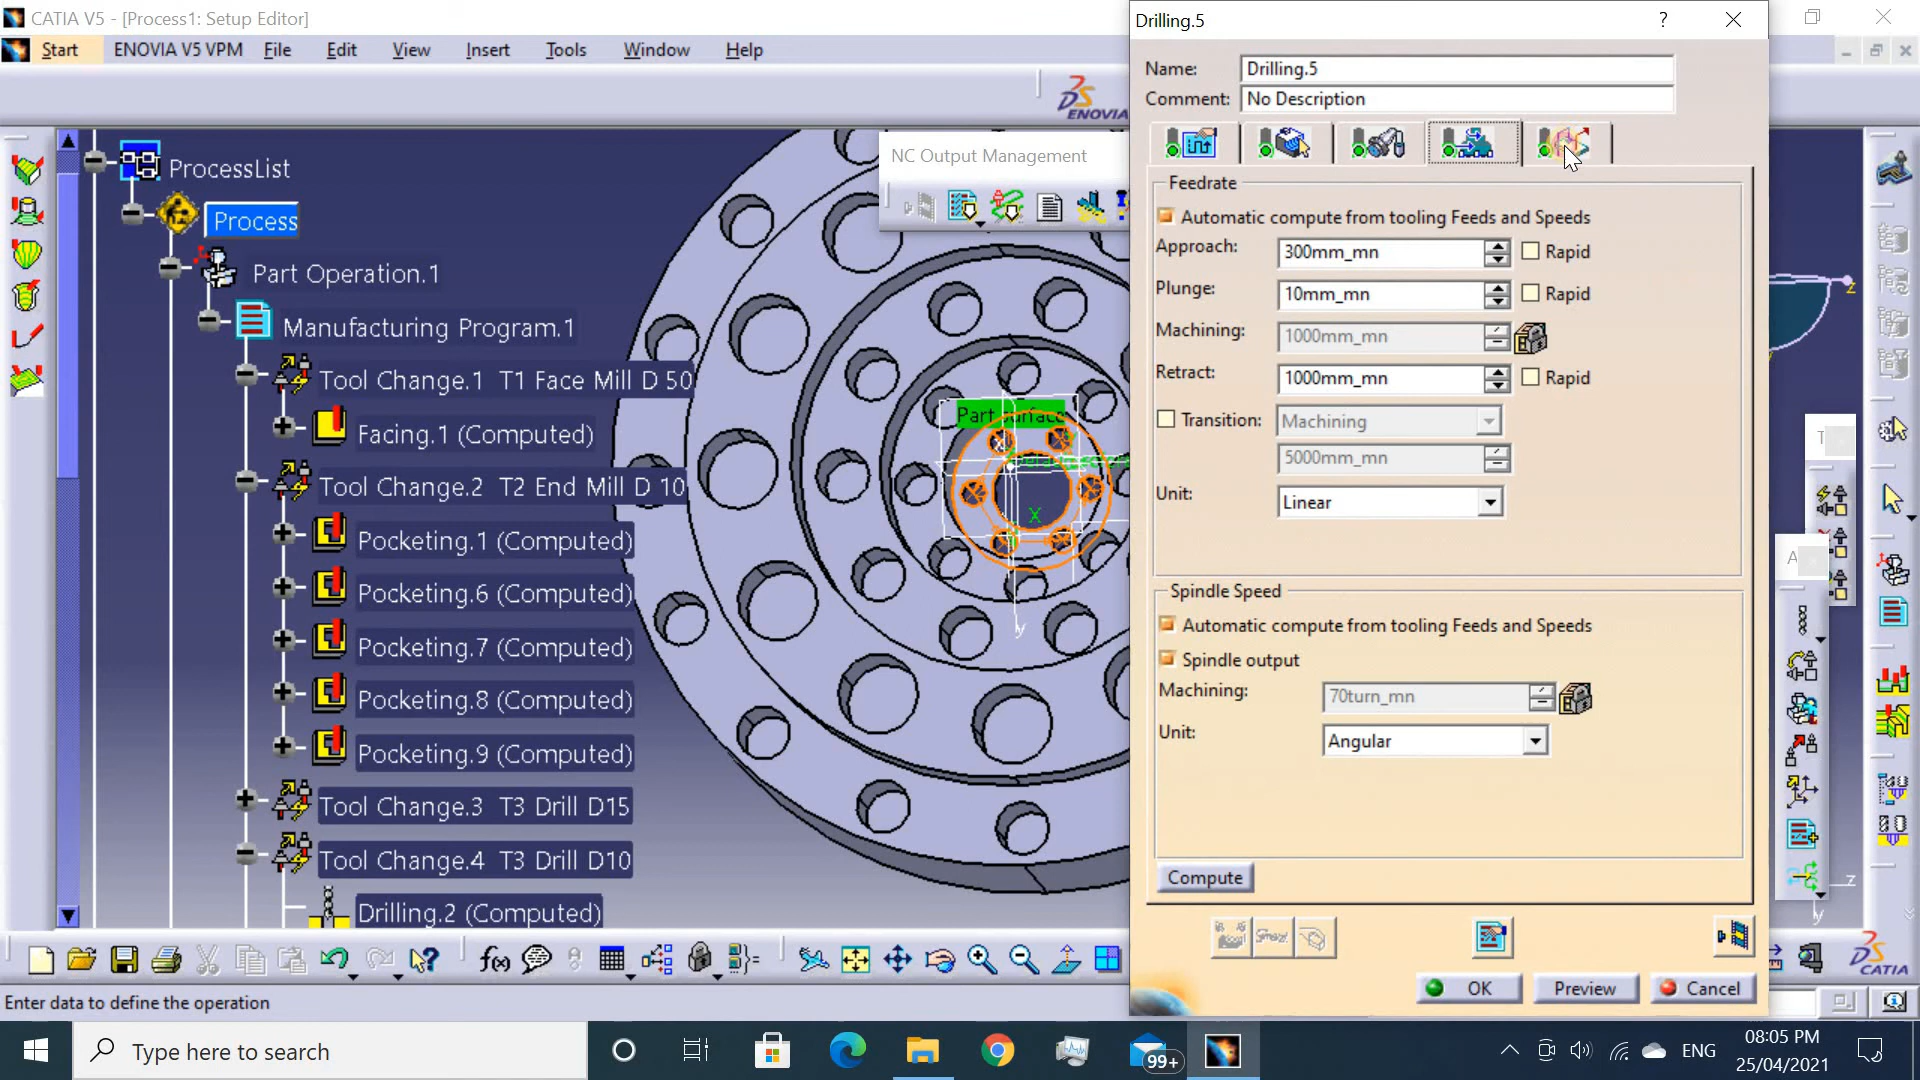 CATIA V5 - [Process1: Setup Editor]
Start ENOVIA V5 VPM File Edit View Insert Tools Window Help
ENOVIA
ProcessList
Process
Part Operation.1
Manufacturing Program.1
Tool Change.1 T1 Face Mill D 50
Facing.1 (Computed)
Tool Change.2 T2 End Mill D 10
Pocketing.1 (Computed)
Pocketing.6 (Computed)
Pocketing.7 (Computed)
Pocketing.8 (Computed)
Pocketing.9 (Computed)
Tool Change.3 T3 Drill D15
Tool Change.4 T3 Drill D10
Drilling.2 (Computed)
NC Output Management
Part
X
y
Drilling.5
?
Name: Drilling.5
Comment: No Description
Feedrate
Automatic compute from tooling Feeds and Speeds
Approach: 300mm_mn Rapid
Plunge: 10mm_mn Rapid
Machining: 1000mm_mn
Retract: 1000mm_mn Rapid
Transition: Machining
5000mm_mn
Unit: Linear
Spindle Speed
Automatic compute from tooling Feeds and Speeds
Spindle output
Machining: 70turn_mn
Unit: Angular
Compute
OK Preview Cancel
T
A
z
z
y
f(x)
CATIA
Enter data to define the operation
Type here to search
99+
ENG
08:05 PM
25/04/2021